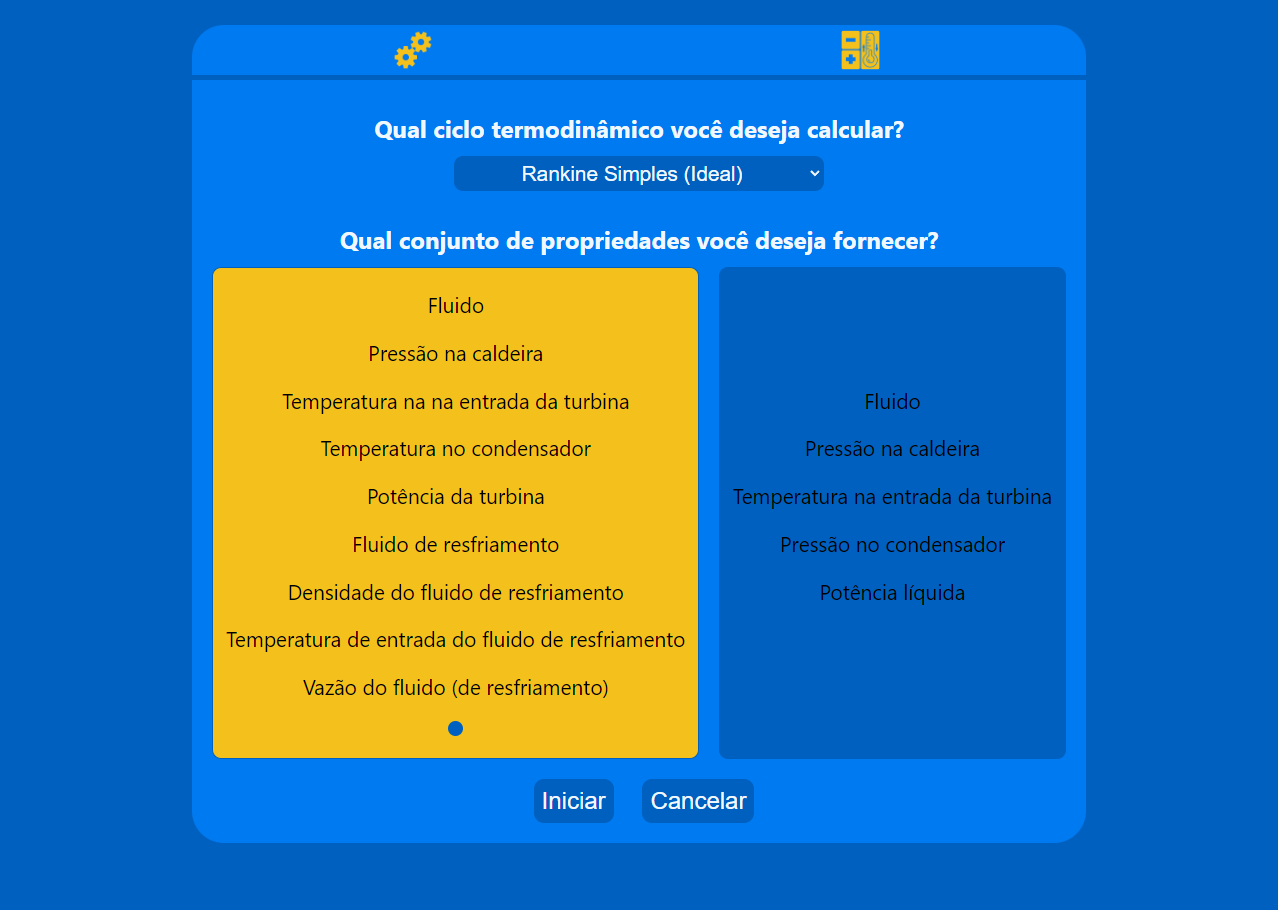 Qual ciclo termodinâmico você deseja calcular?
Rankine Simples (Ideal)
Qual conjunto de propriedades você deseja fornecer?
Fluido
Pressão na caldeira
Temperatura na na entrada da turbina
Temperatura no condensador
Potência da turbina
Fluido de resfriamento
Densidade do fluido de resfriamento
Temperatura de entrada do fluido de resfriamento
Vazão do fluido (de resfriamento)
Fluido
Pressão na caldeira
Temperatura na entrada da turbina
Pressão no condensador
Potência líquida
Iniciar
Cancelar